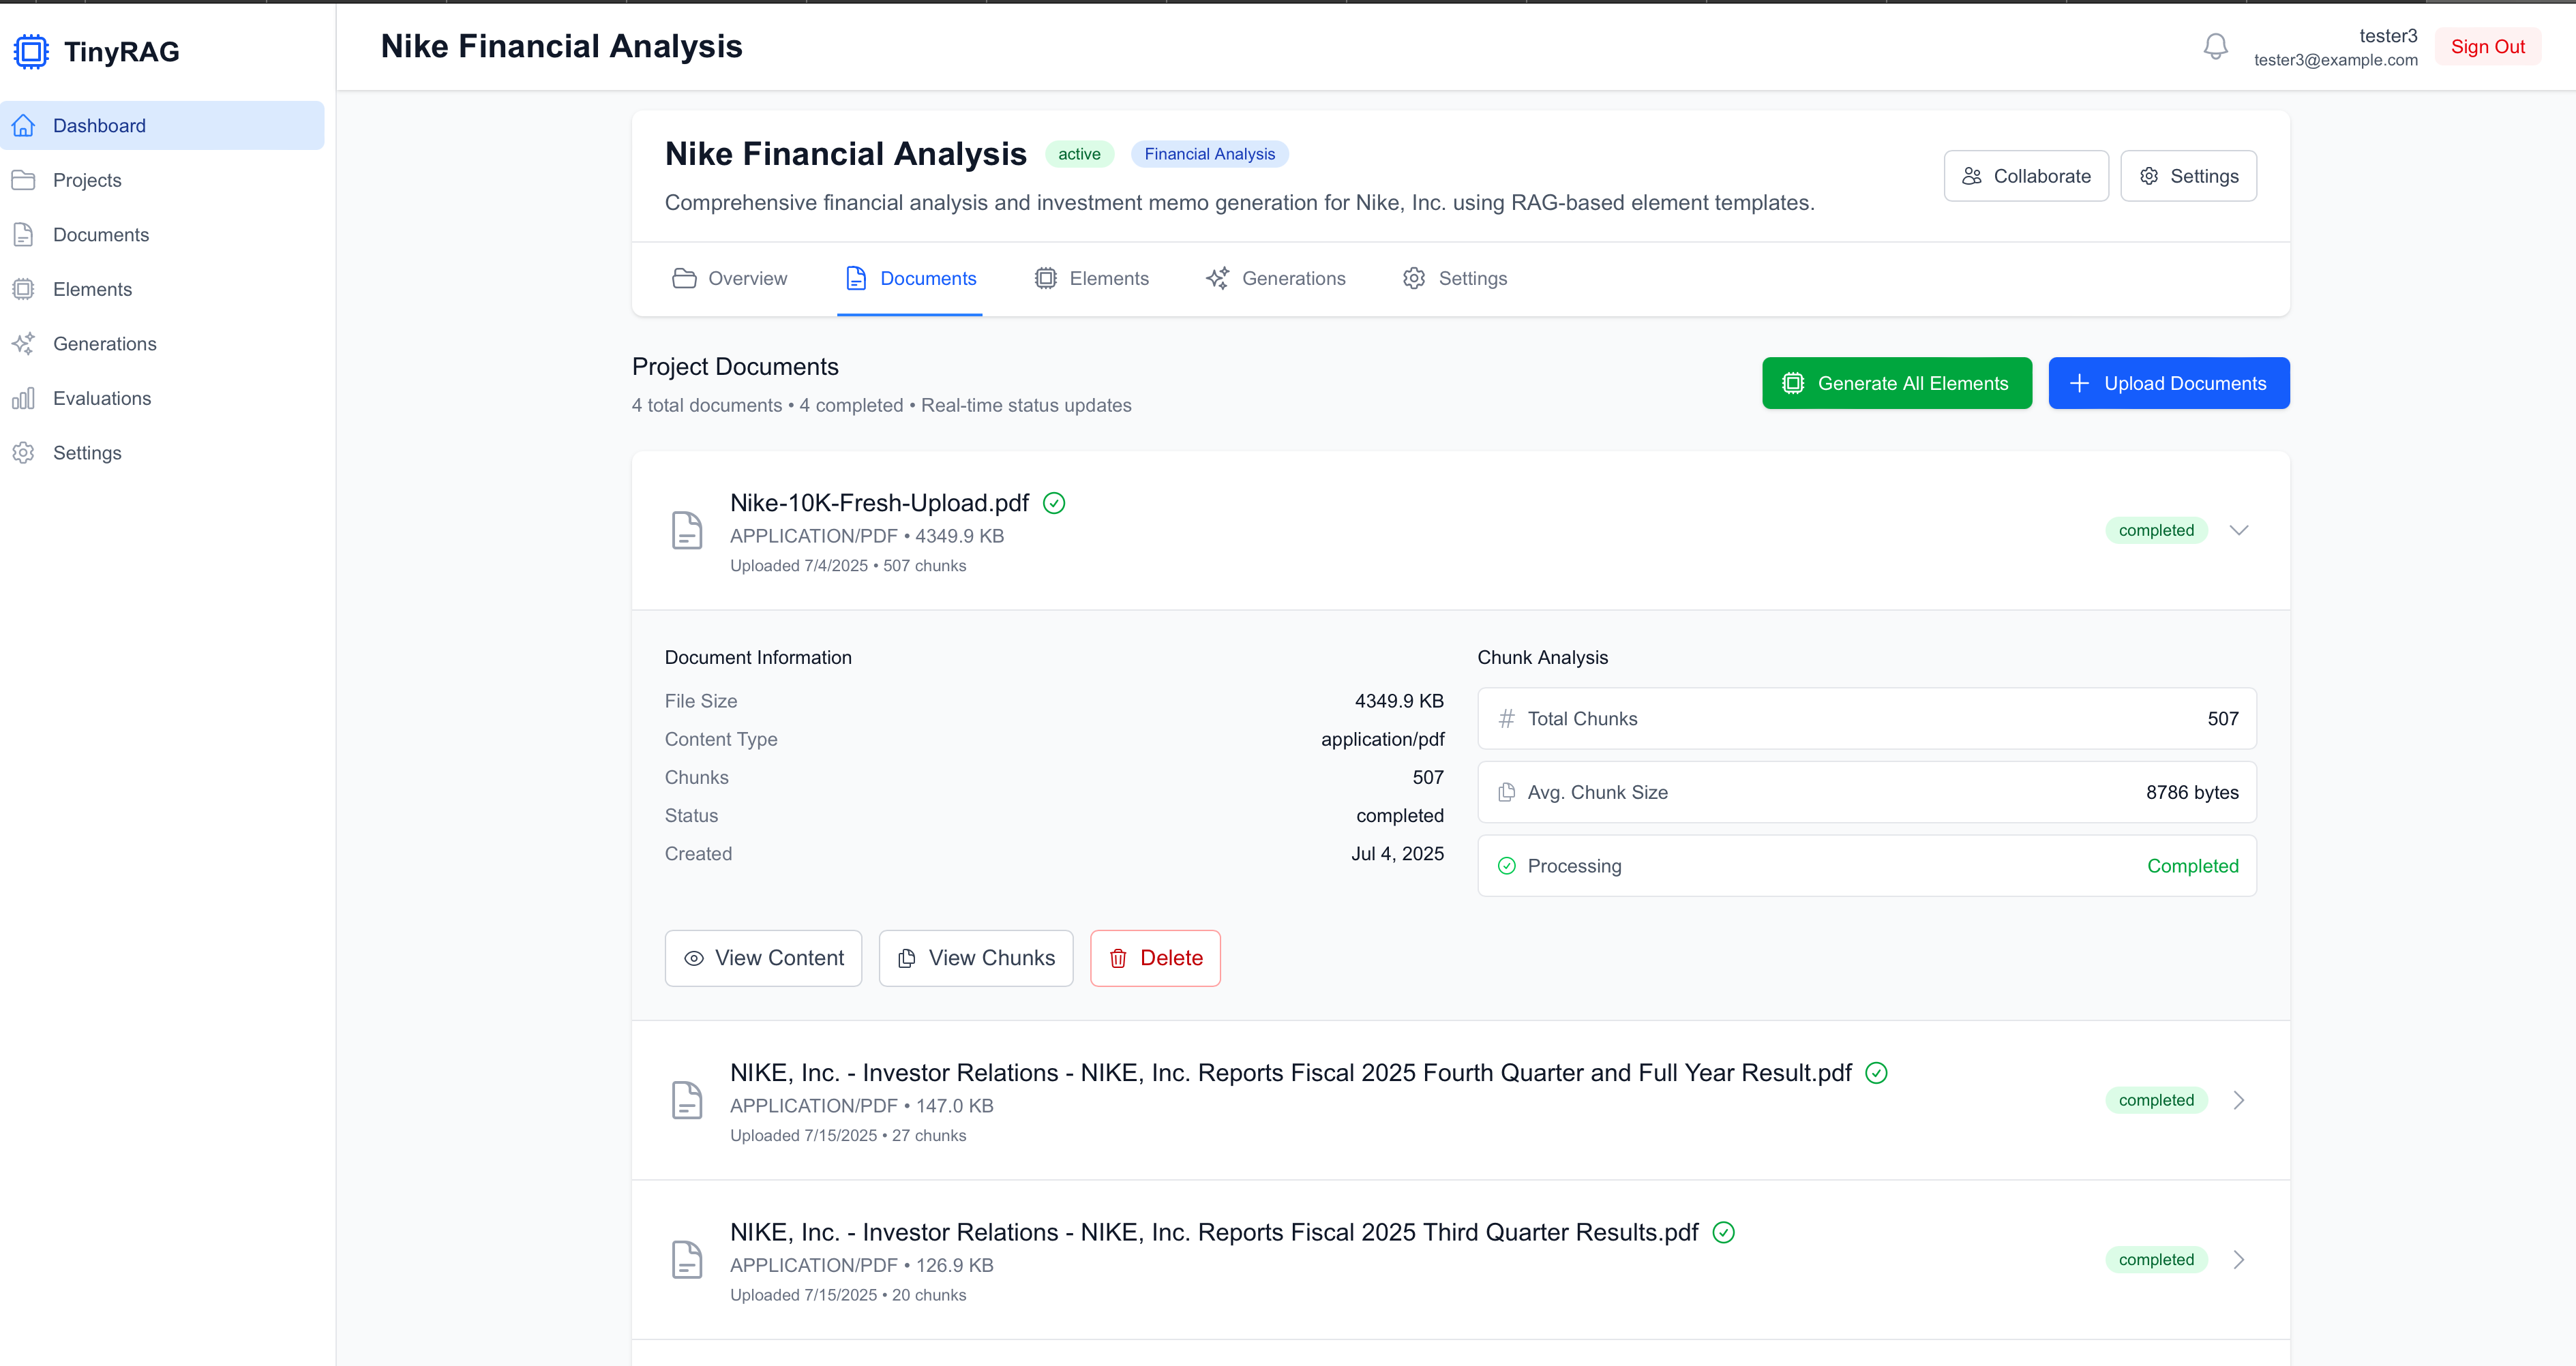 TinyRAG
Dashboard
Projects
Documents
Elements
Generations
Evaluations
Settings
Nike Financial Analysis
tester3
tester3@example.com
Sign Out
Nike Financial Analysis
active
Financial Analysis
Comprehensive financial analysis and investment memo generation for Nike, Inc. using RAG-based element templates.
Collaborate
Settings
Overview
Documents
Elements
Generations
Settings
Project Documents
4 total documents • 4 completed • Real-time status updates
Generate All Elements
Upload Documents
Nike-10K-Fresh-Upload.pdf
APPLICATION/PDF • 4349.9 KB
Uploaded 7/4/2025 • 507 chunks
completed
Document Information
File Size 4349.9 KB
Content Type application/pdf
Chunks 507
Status completed
Created Jul 4, 2025
Chunk Analysis
# Total Chunks 507
Avg. Chunk Size 8786 bytes
Processing Completed
View Content
View Chunks
Delete
NIKE, Inc. - Investor Relations - NIKE, Inc. Reports Fiscal 2025 Fourth Quarter and Full Year Result.pdf
APPLICATION/PDF • 147.0 KB
Uploaded 7/15/2025 • 27 chunks
completed
NIKE, Inc. - Investor Relations - NIKE, Inc. Reports Fiscal 2025 Third Quarter Results.pdf
APPLICATION/PDF • 126.9 KB
Uploaded 7/15/2025 • 20 chunks
completed